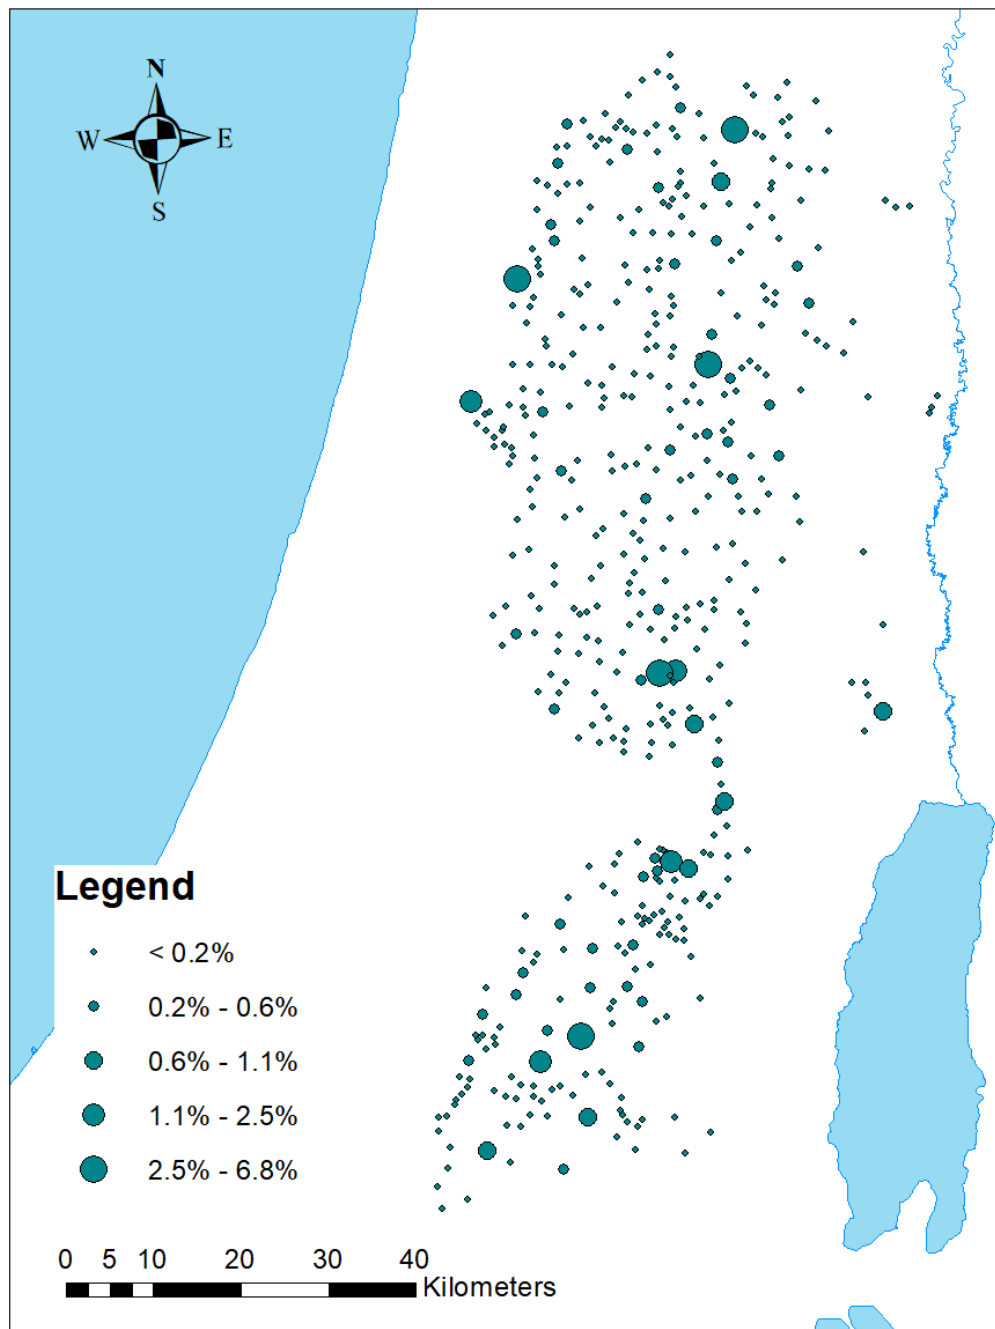 N
W E
S
Legend
< 0.2%
0.2% - 0.6%
0.6% - 1.1%
1.1% - 2.5%
2.5% - 6.8%
0 5 10 20 30 40
Kilometers